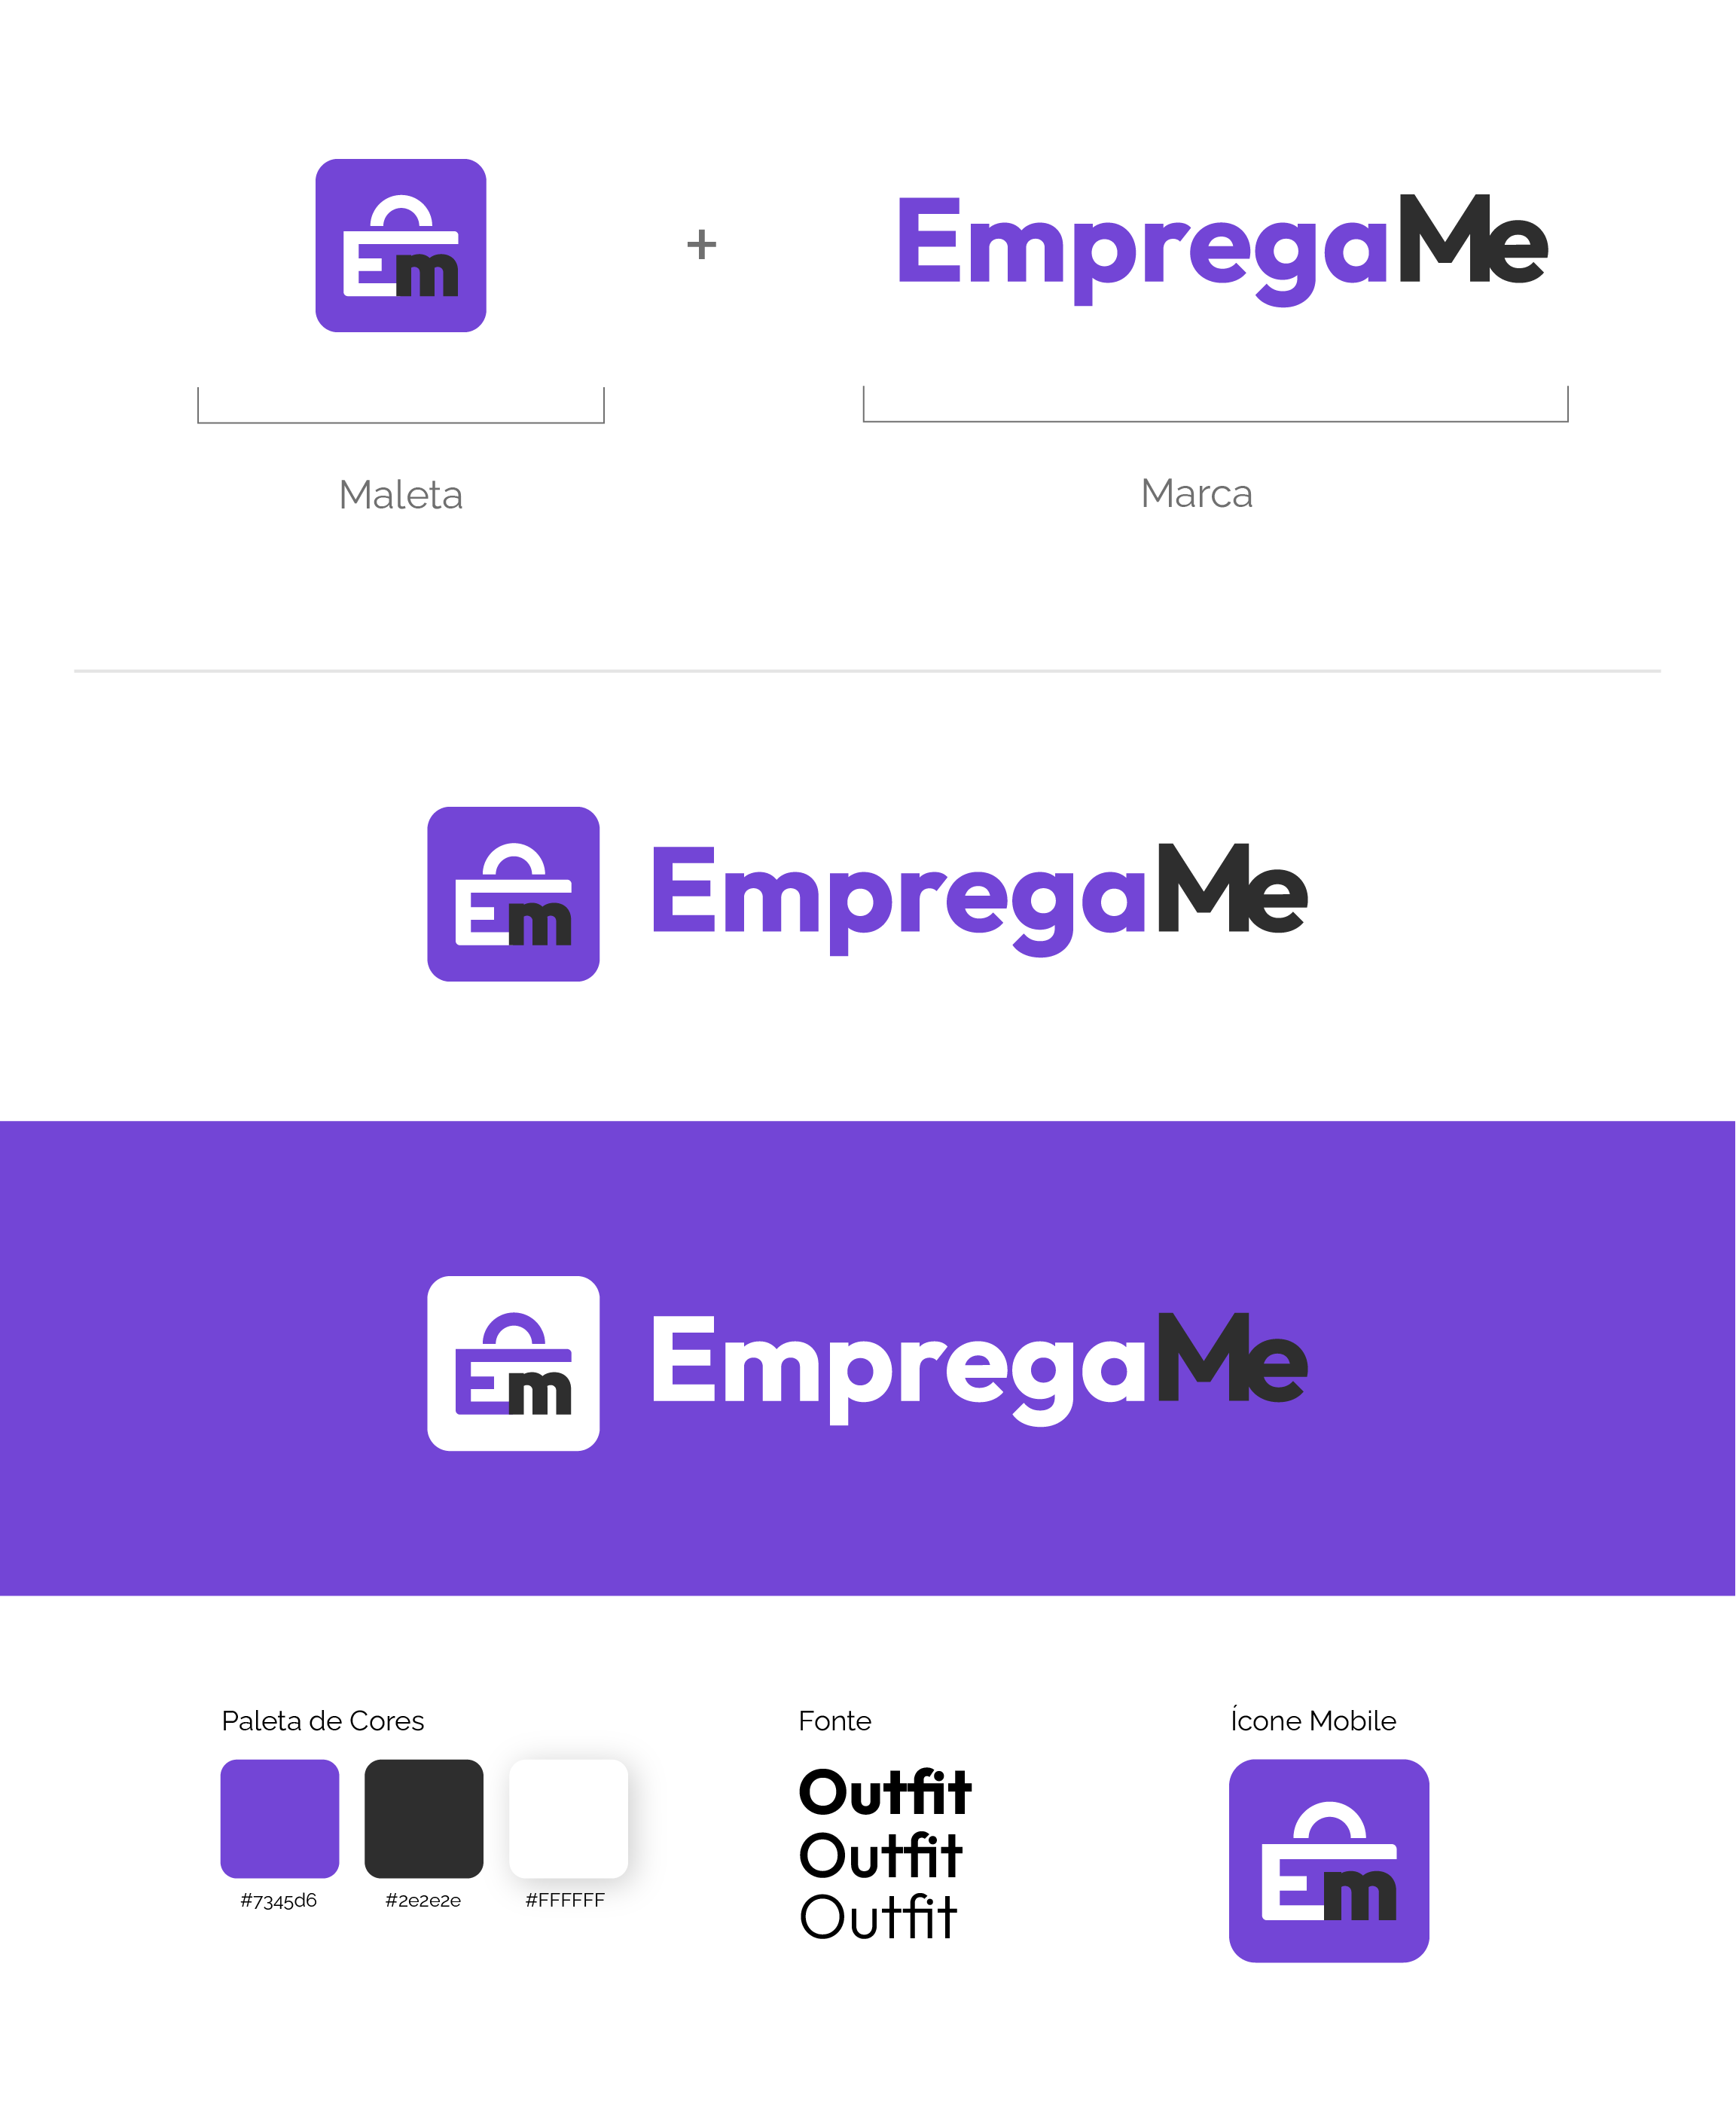 Em + EmpregaMe
Maleta Marca
Em EmpregaMe
Em EmpregaMe
Paleta de Cores Fonte Ícone Mobile
Outfit
Outfit
Outfit
Em
#7345d6 #2e2e2e #FFFFFF